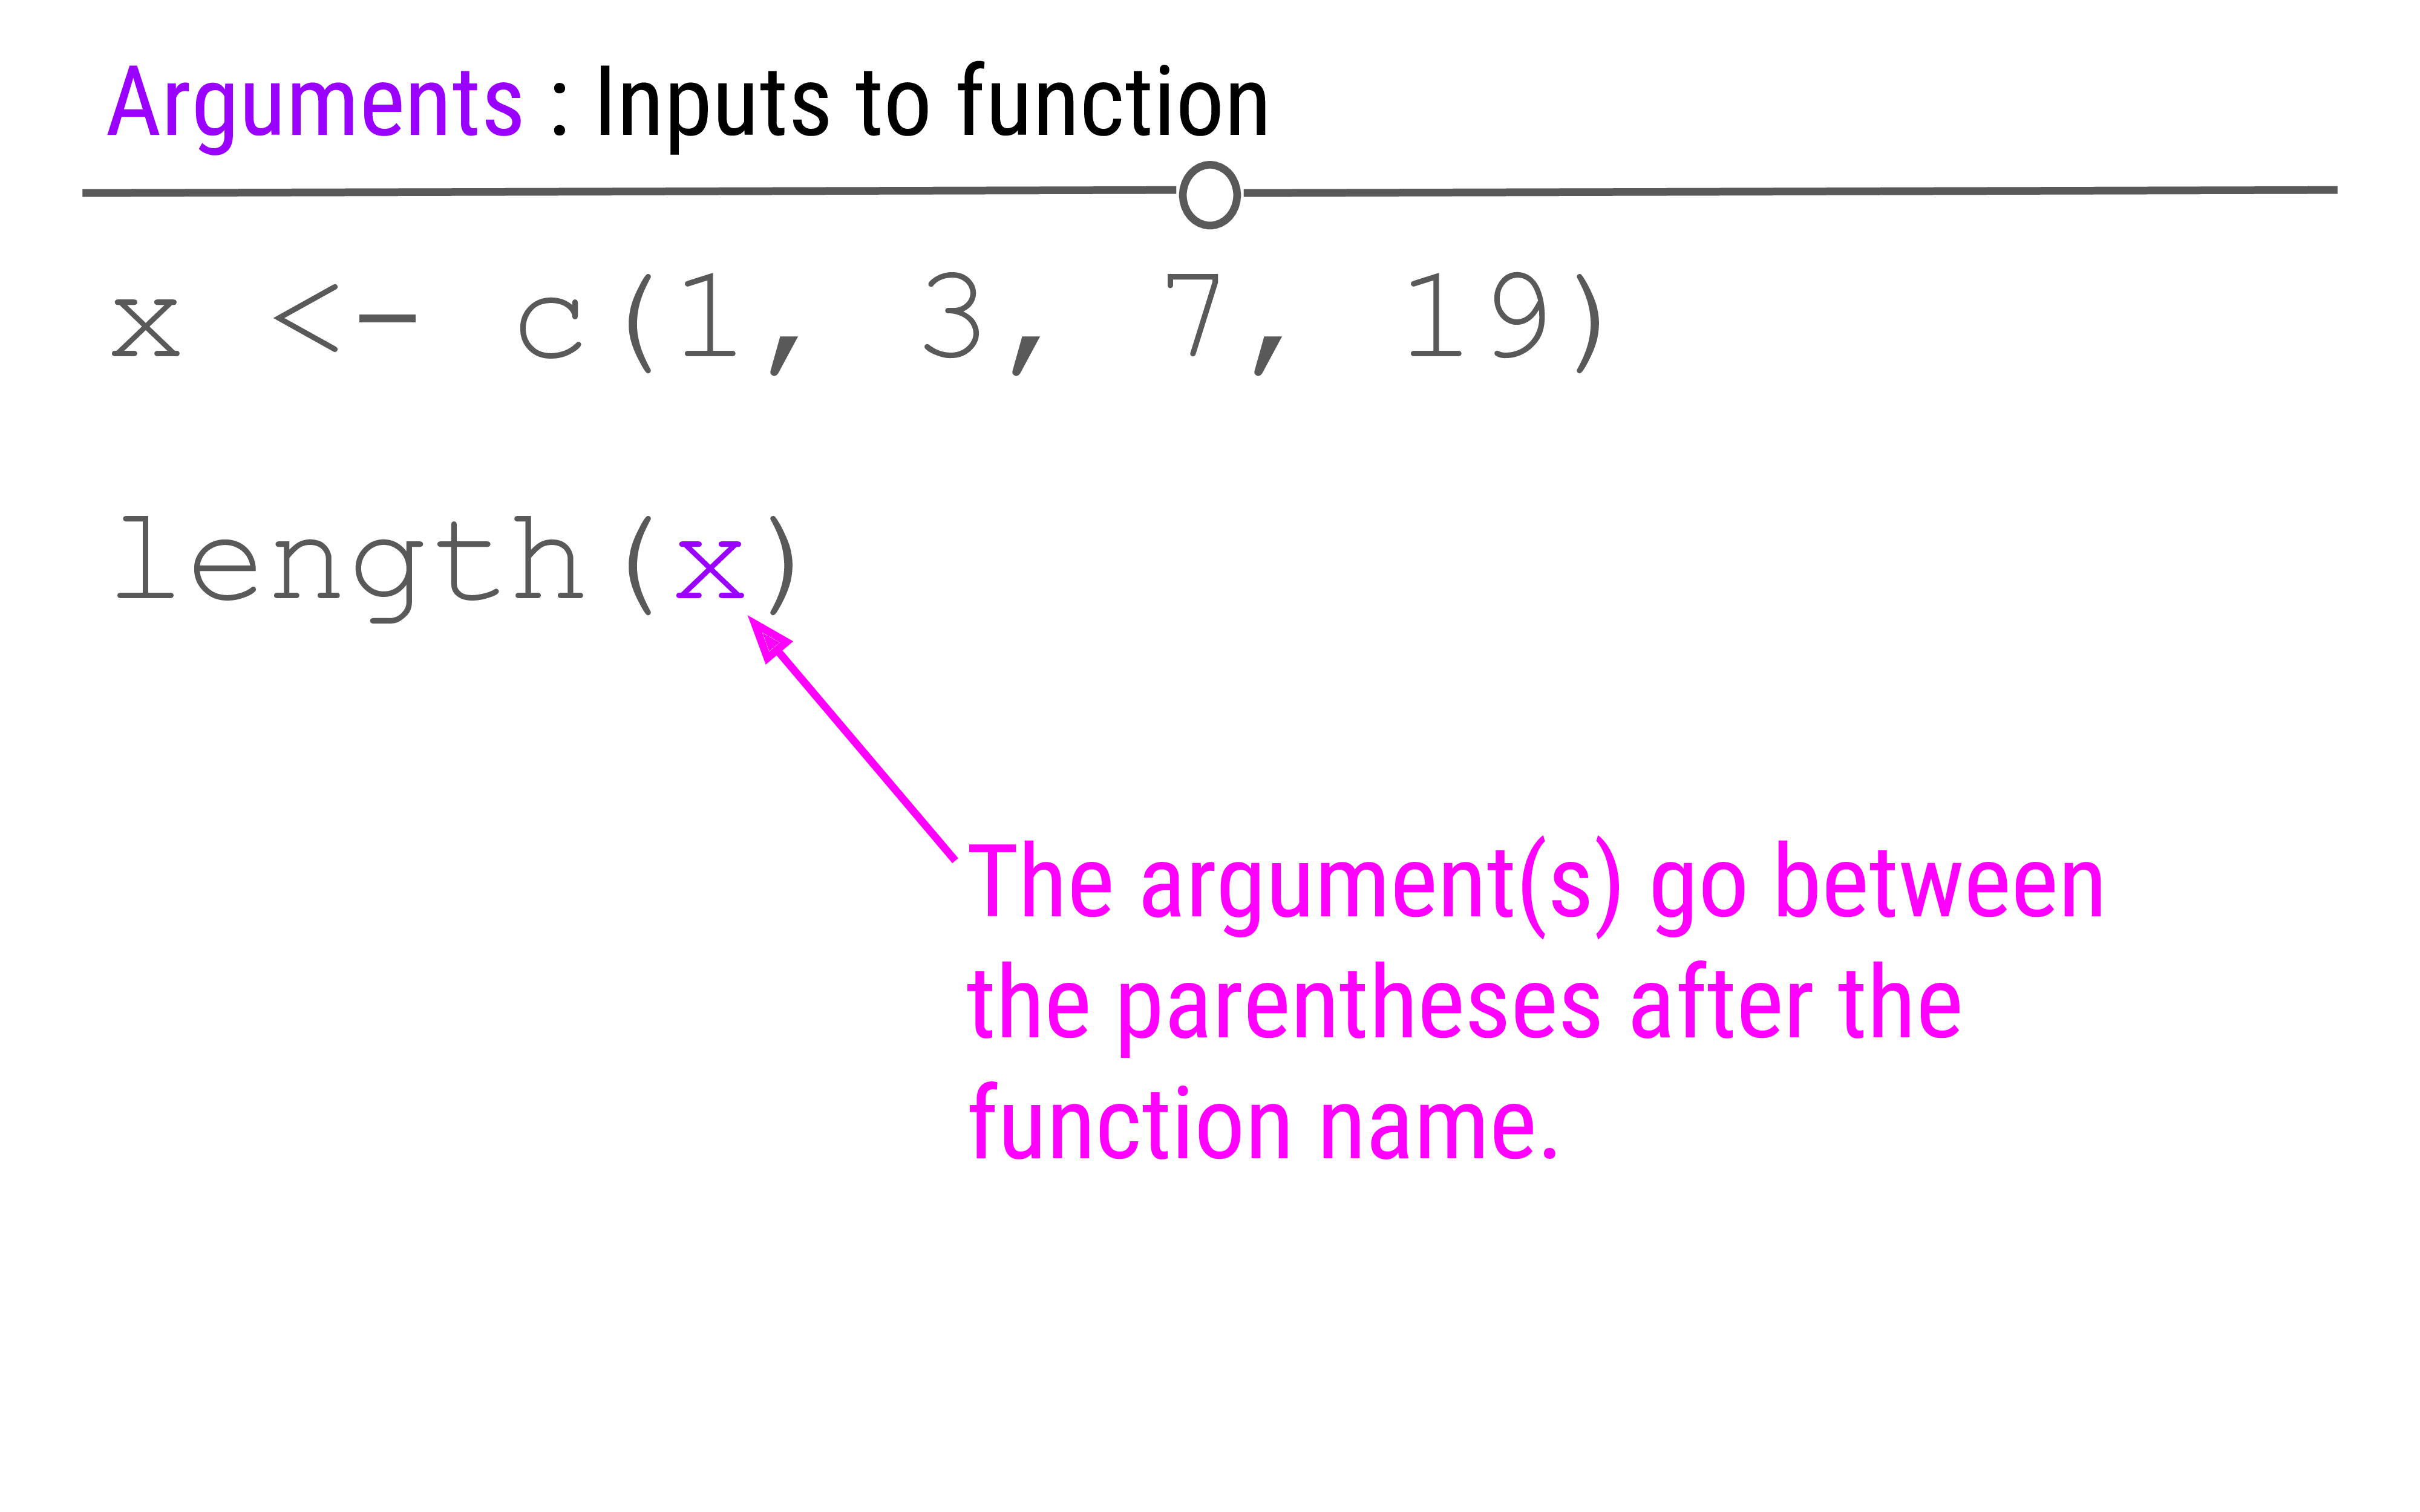 Arguments : Inputs to function
x <- c(1, 3, 7, 19)
length(x)
The argument(s) go between
the parentheses after the
function name.